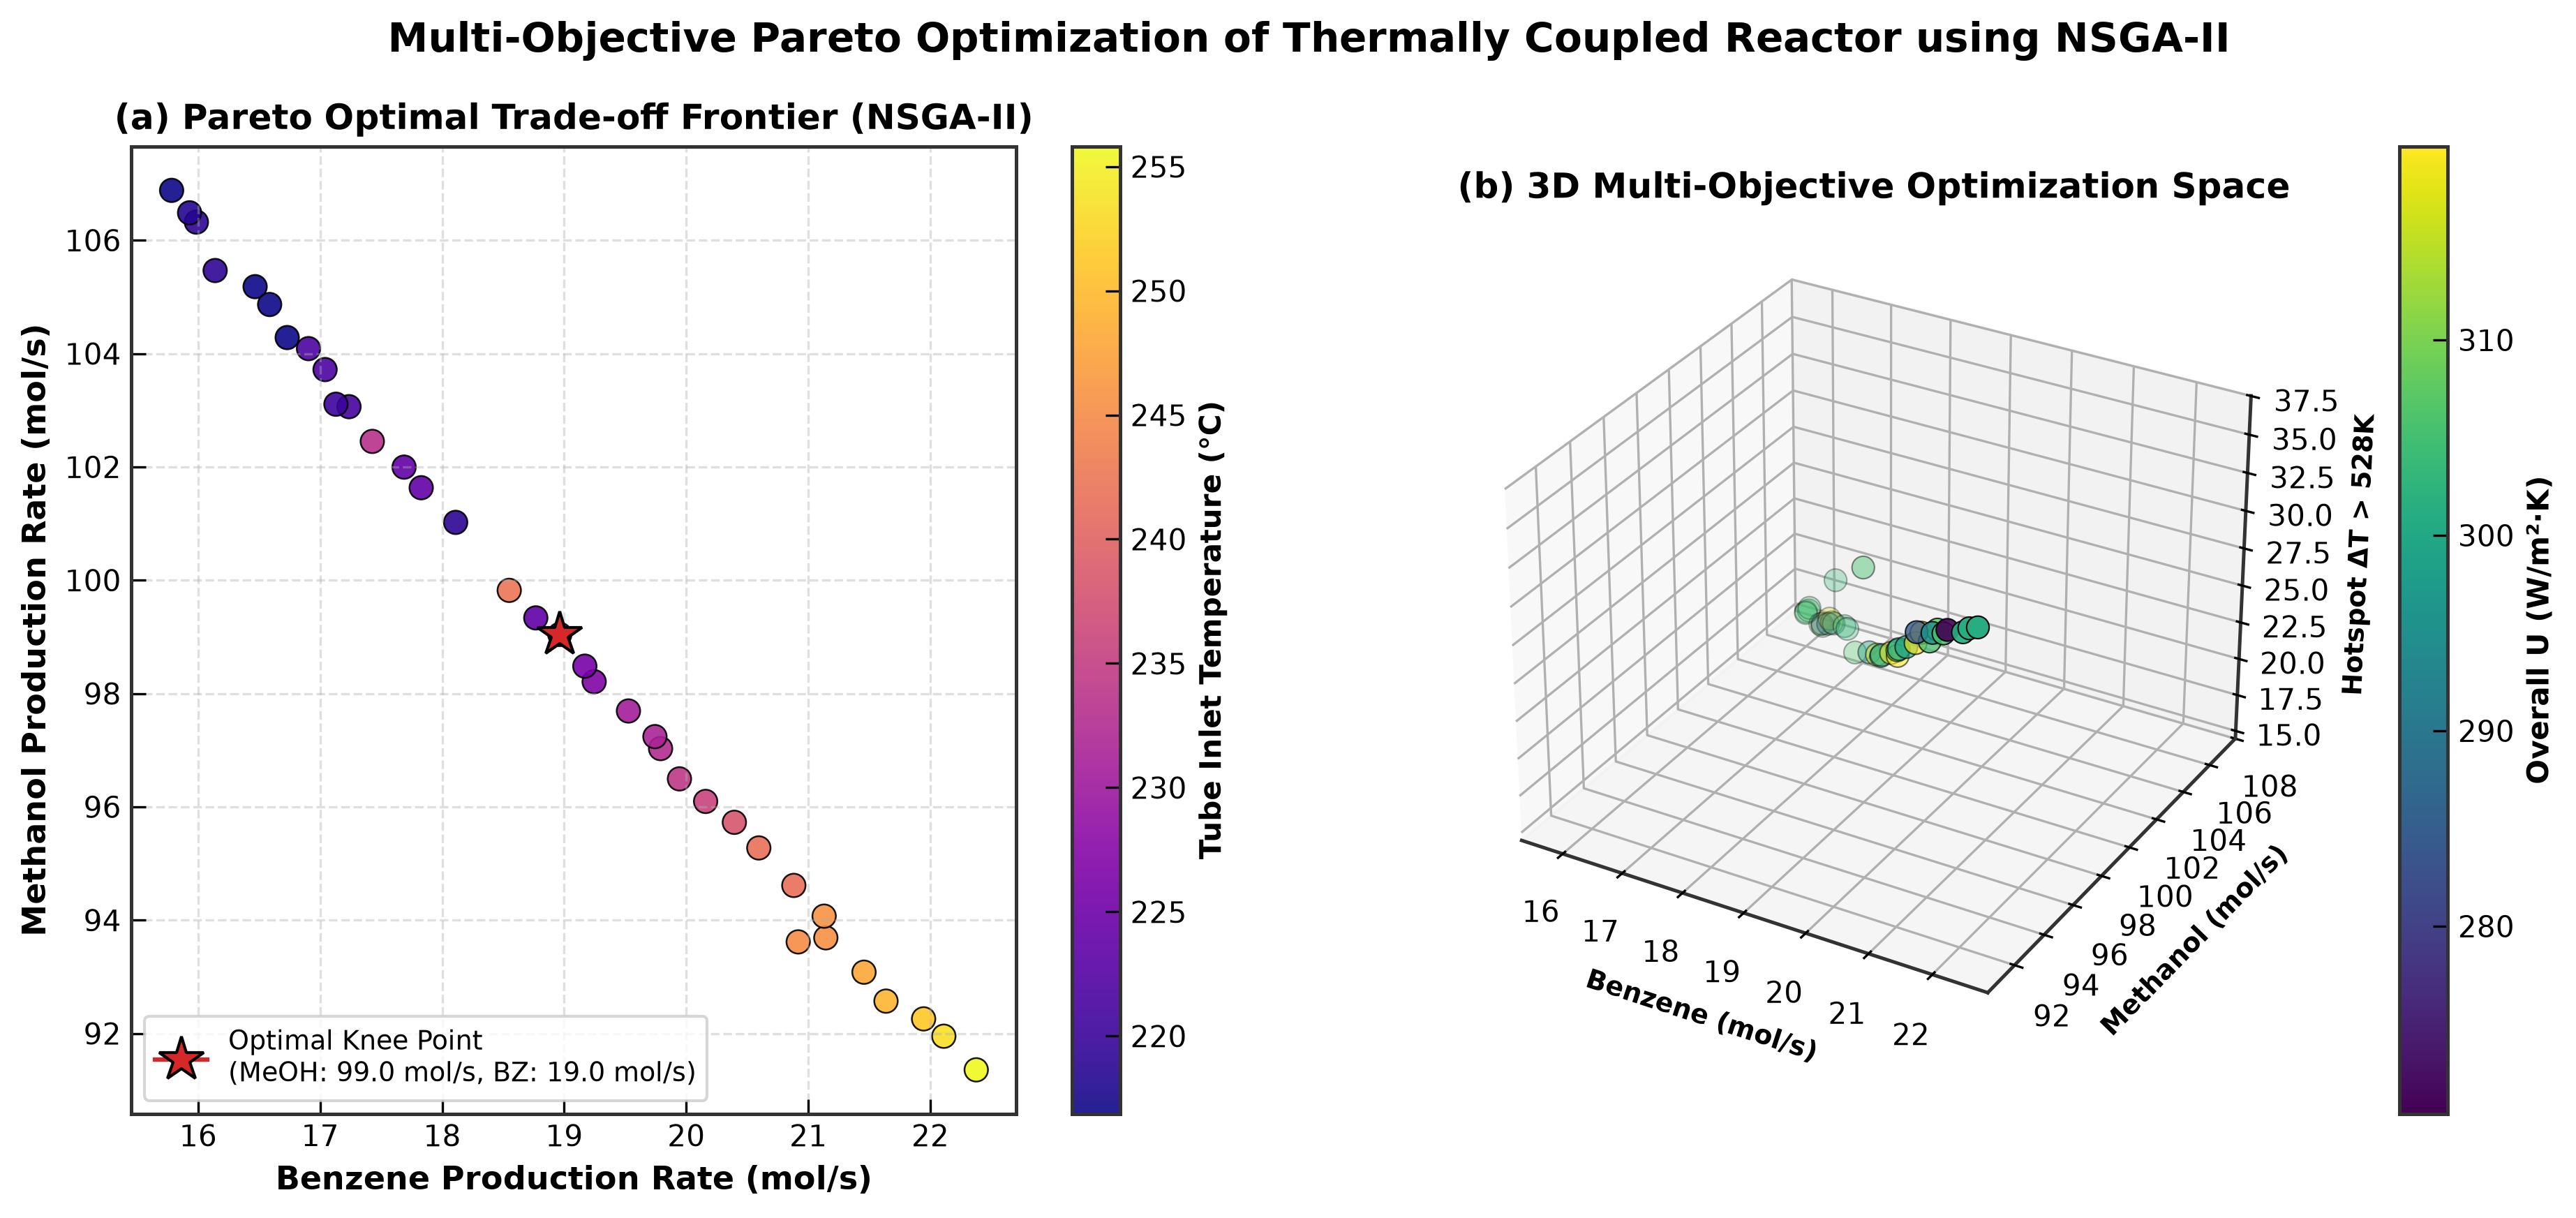 Multi-Objective Pareto Optimization of Thermally Coupled Reactor using NSGA-II
(a) Pareto Optimal Trade-off Frontier (NSGA-II)
Methanol Production Rate (mol/s)
106
104
102
100
98
96
94
92
Optimal Knee Point
(MeOH: 99.0 mol/s, BZ: 19.0 mol/s)
16 17 18 19 20 21 22
Benzene Production Rate (mol/s)
255
250
245
240
235
230
225
220
Tube Inlet Temperature (°C)
(b) 3D Multi-Objective Optimization Space
37.5
35.0
32.5
30.0
27.5
25.0
22.5
20.0
17.5
15.0
Hotspot ΔT > 528K
108
106
104
102
100
98
96
94
92
Methanol (mol/s)
16 17 18 19 20 21 22
Benzene (mol/s)
310
300
290
280
Overall U (W/m²·K)